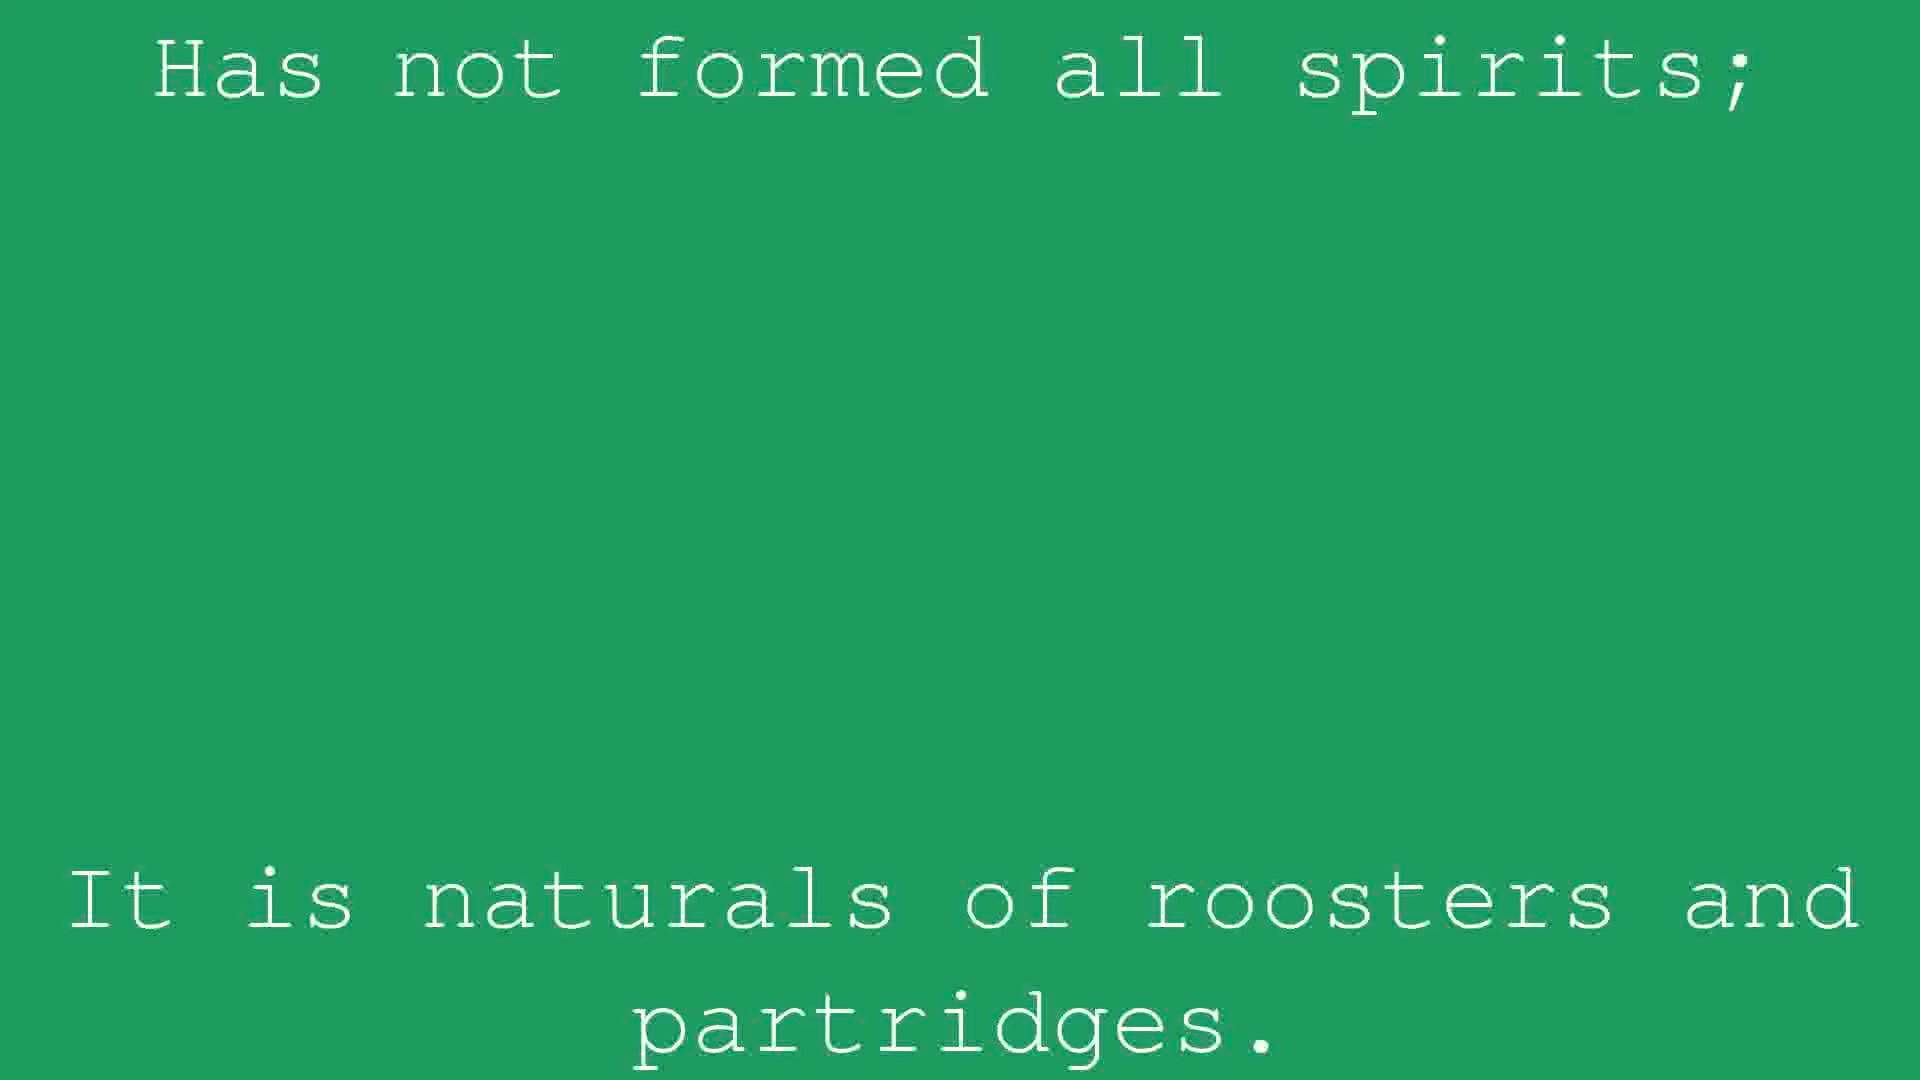 Has not formed all spirits;
It is naturals of roosters and
partridges.